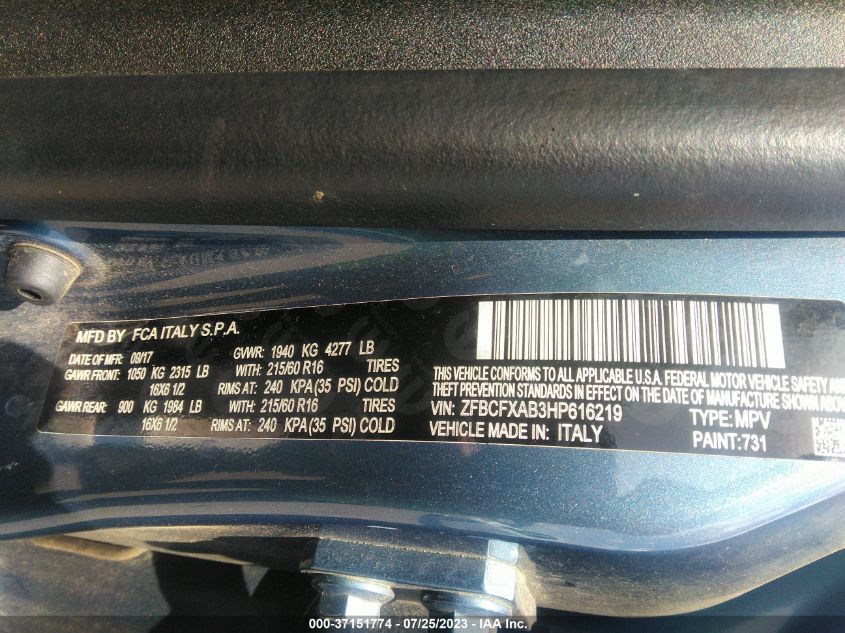 MFD BY FCA ITALY S.P.A.
DATE OF MFR: 09/17 GVWR: 1940 KG 4277 LB
GAWR FRONT: 1050 KG 2315 LB WITH: 215/60 R16 TIRES
16X6 1/2 RIMS AT: 240 KPA(35 PSI) COLD
GAWR REAR: 900 KG 1984 LB WITH: 215/60 R16 TIRES
16X6 1/2 RIMS AT: 240 KPA(35 PSI) COLD
THIS VEHICLE CONFORMS TO ALL APPLICABLE U.S.A. FEDERAL MOTOR VEHICLE SAFETY
THEFT PREVENTION STANDARDS IN EFFECT ON THE DATE OF MANUFACTURE SHOWN ABOVE
VIN: ZFBCFXAB3HP616219 TYPE: MPV
VEHICLE MADE IN: ITALY PAINT:731
000-37151774 - 07/25/2023 - IAA Inc.